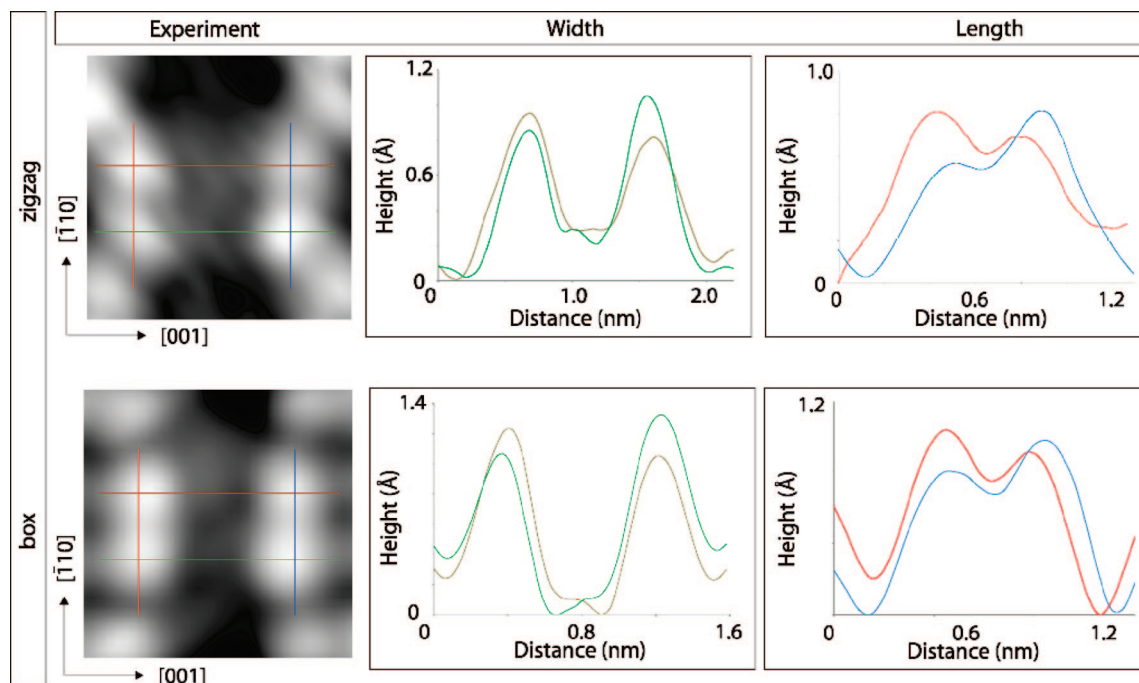 Experiment
Width
Length
zigzag
[1̄10]
[001]
1.2
0.6
0
Height (Å)
0
1.0
2.0
Distance (nm)
1.0
0
Height (Å)
0
0.6
1.2
Distance (nm)
box
[1̄10]
[001]
1.4
0
Height (Å)
0
0.8
1.6
Distance (nm)
1.2
0
Height (Å)
0
0.6
1.2
Distance (nm)